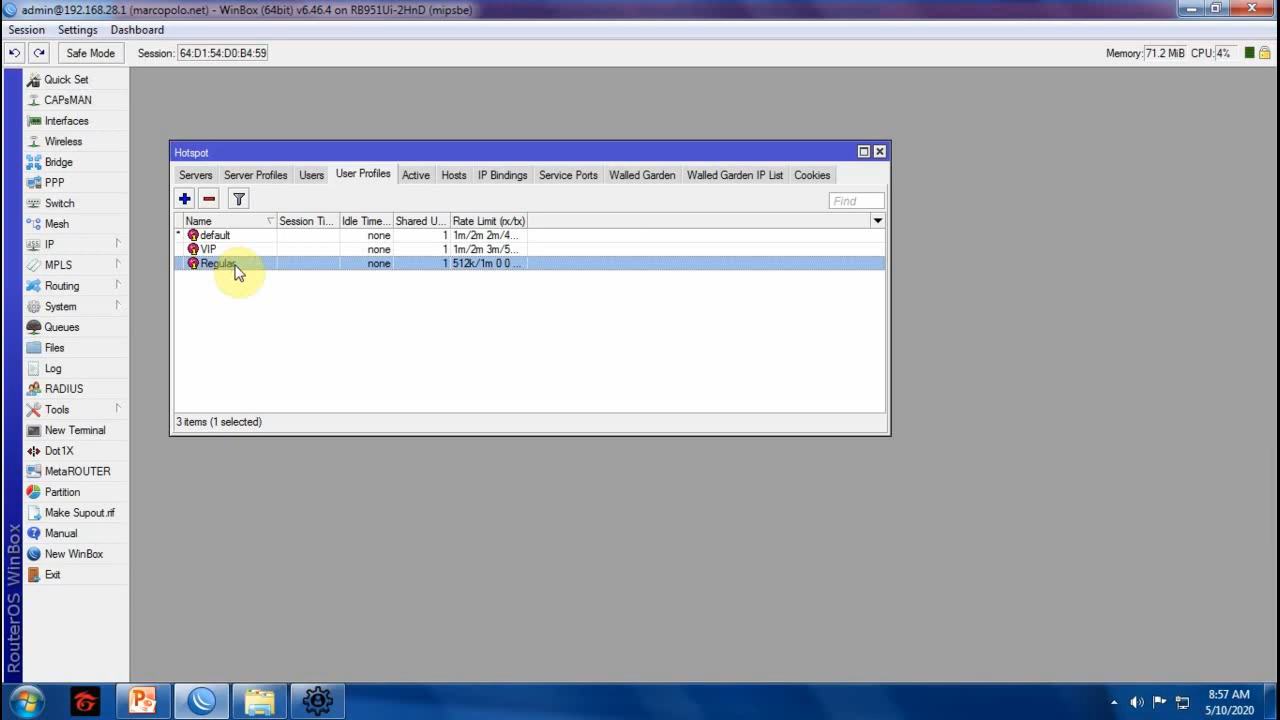 admin@192.168.28.1 (marcopolo.net) - WinBox (64bit) v6.46.4 on RB951Ui-2HnD (mipsbe)
Session Settings Dashboard
Safe Mode Session: 64:D1:54:D0:B4:59 Memory: 71.2 MiB CPU: 4%
Quick Set
CAPsMAN
Interfaces
Wireless
Bridge
PPP
Switch
Mesh
IP
MPLS
Routing
System
Queues
Files
Log
RADIUS
Tools
New Terminal
Dot1X
MetaROUTER
Partition
Make Supout.rif
Manual
New WinBox
Exit
RouterOS WinBox
Hotspot
Servers Server Profiles Users User Profiles Active Hosts IP Bindings Service Ports Walled Garden Walled Garden IP List Cookies
Find
Name Session Ti... Idle Time... Shared U... Rate Limit (rx/tx)
* default none 1 1m/2m 2m/4...
VIP none 1 1m/2m 3m/5...
Regular none 1 512k/1m 0 0 ...
3 items (1 selected)
8:57 AM
5/10/2020